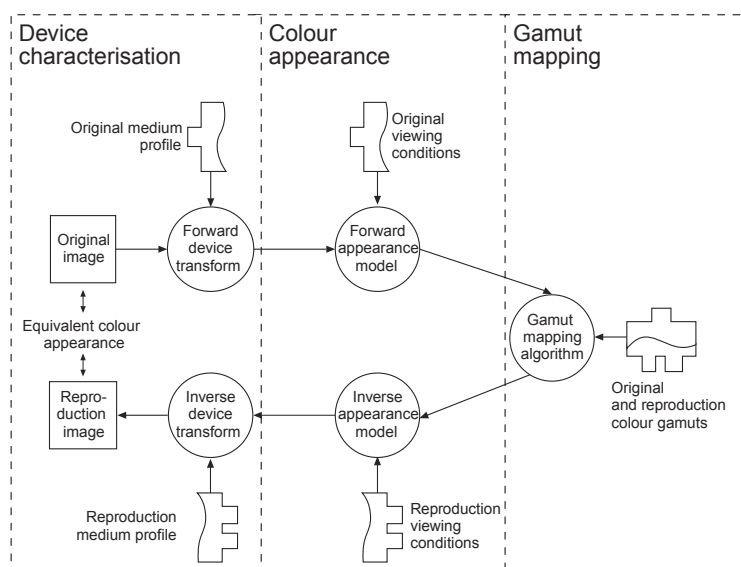 Device
characterisation
Colour
appearance
Gamut
mapping
Original medium
profile
Original
viewing
conditions
Original
image
Forward
device
transform
Forward
appearance
model
Equivalent colour
appearance
Gamut
mapping
algorithm
Original
and reproduction
colour gamuts
Repro-
duction
image
Inverse
device
transform
Inverse
appearance
model
Reproduction
medium profile
Reproduction
viewing
conditions